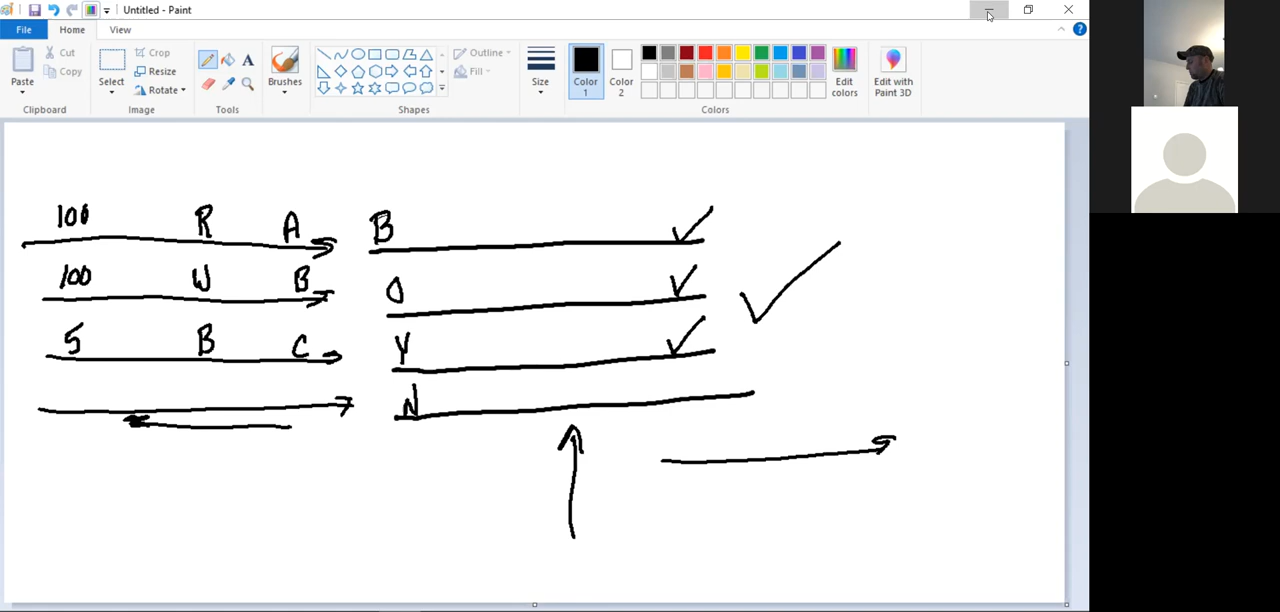 Untitled - Paint
File Home View
Paste
Cut
Copy
Clipboard
Select
Crop
Resize
Rotate
Image
A
Tools
Brushes
Shapes
Outline
Fill
Size
Color 1
Color 2
Edit colors
Colors
Edit with Paint 3D
100 R A B
100 W B O
5 B C Y
N